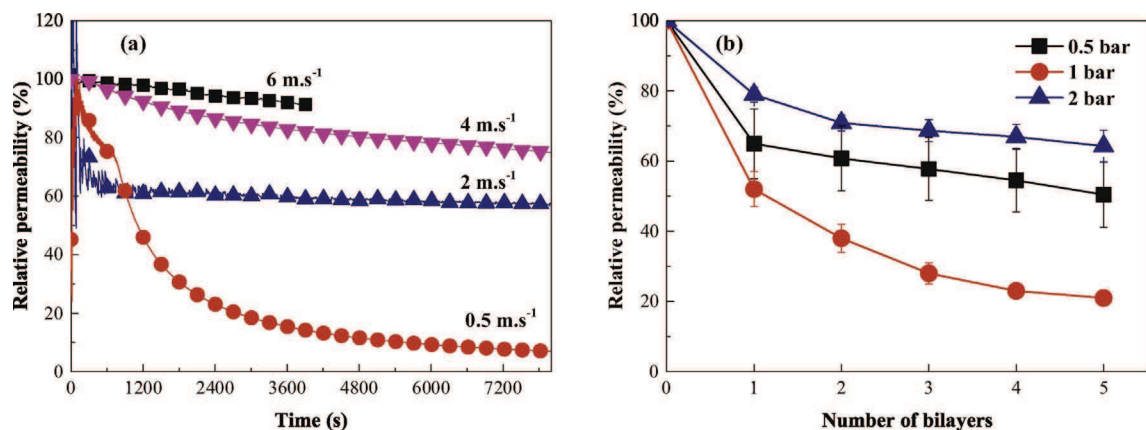 (a)
120
100
80
60
40
20
0
Relative permeability (%)
6 m.s⁻¹
4 m.s⁻¹
2 m.s⁻¹
0.5 m.s⁻¹
0 1200 2400 3600 4800 6000 7200
Time (s)
(b)
100
80
60
40
20
0
Relative permeability (%)
0.5 bar
1 bar
2 bar
0 1 2 3 4 5
Number of bilayers